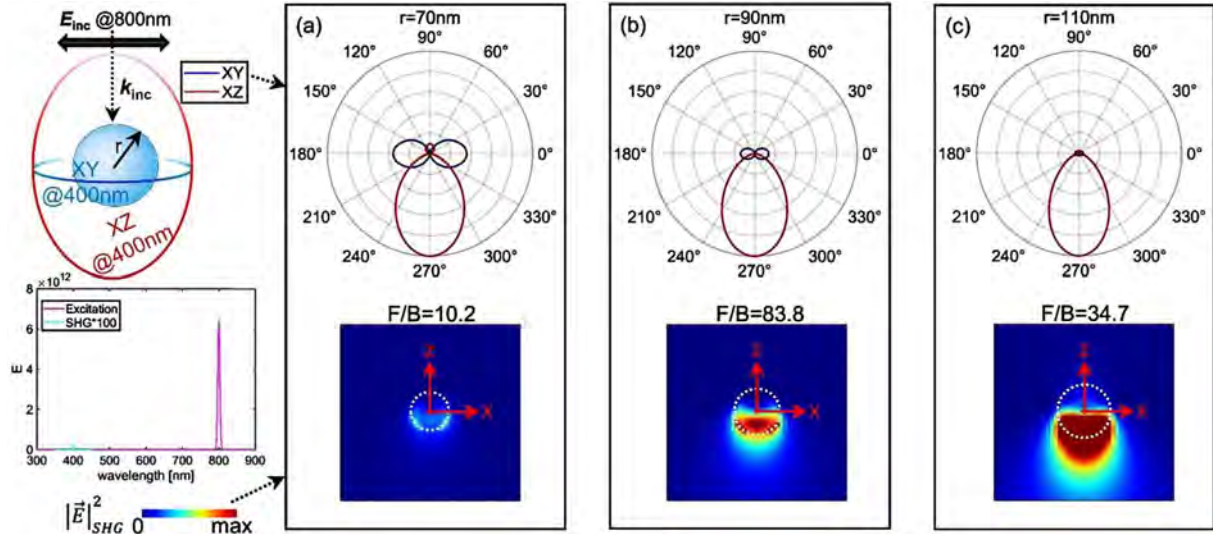 E_inc @800nm
k_inc
r
XY
@400nm
XZ
@400nm
XY
XZ
×10^12
8
6
4
2
0
E
Excitation
SHG*100
300 400 500 600 700 800 900
wavelength [nm]
|E⃗|²_SHG
0 max
(a)
r=70nm
90°
120° 60°
150° 30°
180° 0°
210° 330°
240° 300°
270°
F/B=10.2
Z
X
(b)
r=90nm
90°
120° 60°
150° 30°
180° 0°
210° 330°
240° 300°
270°
F/B=83.8
Z
X
(c)
r=110nm
90°
120° 60°
150° 30°
180° 0°
210° 330°
240° 300°
270°
F/B=34.7
Z
X